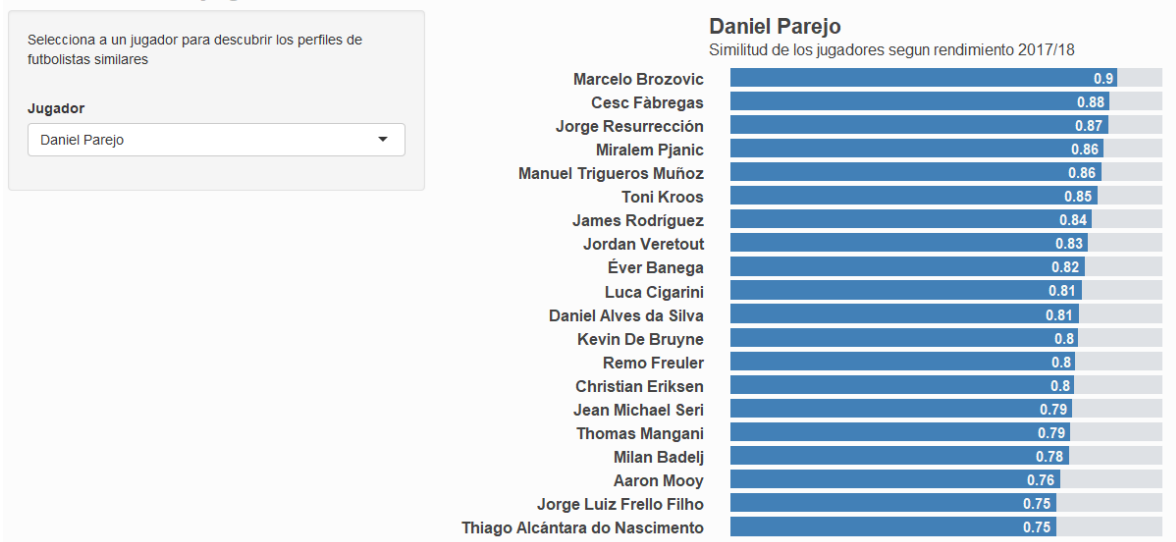 Selecciona a un jugador para descubrir los perfiles de
futbolistas similares
Jugador
Daniel Parejo
Daniel Parejo
Similitud de los jugadores segun rendimiento 2017/18
Marcelo Brozovic 0.9
Cesc Fàbregas 0.88
Jorge Resurrección 0.87
Miralem Pjanic 0.86
Manuel Trigueros Muñoz 0.86
Toni Kroos 0.85
James Rodríguez 0.84
Jordan Veretout 0.83
Éver Banega 0.82
Luca Cigarini 0.81
Daniel Alves da Silva 0.81
Kevin De Bruyne 0.8
Remo Freuler 0.8
Christian Eriksen 0.8
Jean Michael Seri 0.79
Thomas Mangani 0.79
Milan Badelj 0.78
Aaron Mooy 0.76
Jorge Luiz Frello Filho 0.75
Thiago Alcántara do Nascimento 0.75